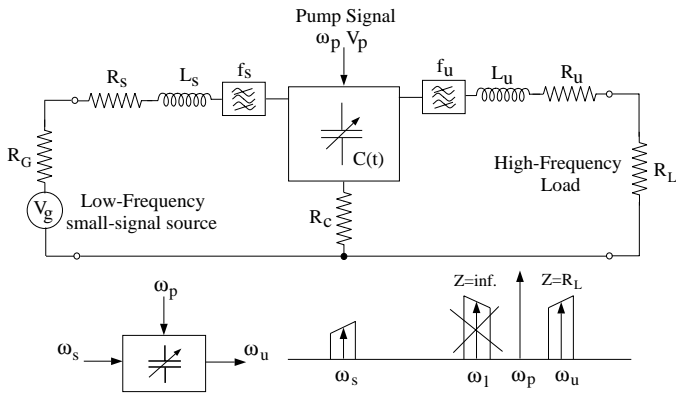 Pump Signal
ωp Vp
Rs
Ls
fs
fu
Lu
Ru
RG
C(t)
High-Frequency
Load
RL
Vg
Low-Frequency
small-signal source
Rc
ωp
Z=inf.
Z=RL
ωs
ωu
ωs
ω1
ωp
ωu